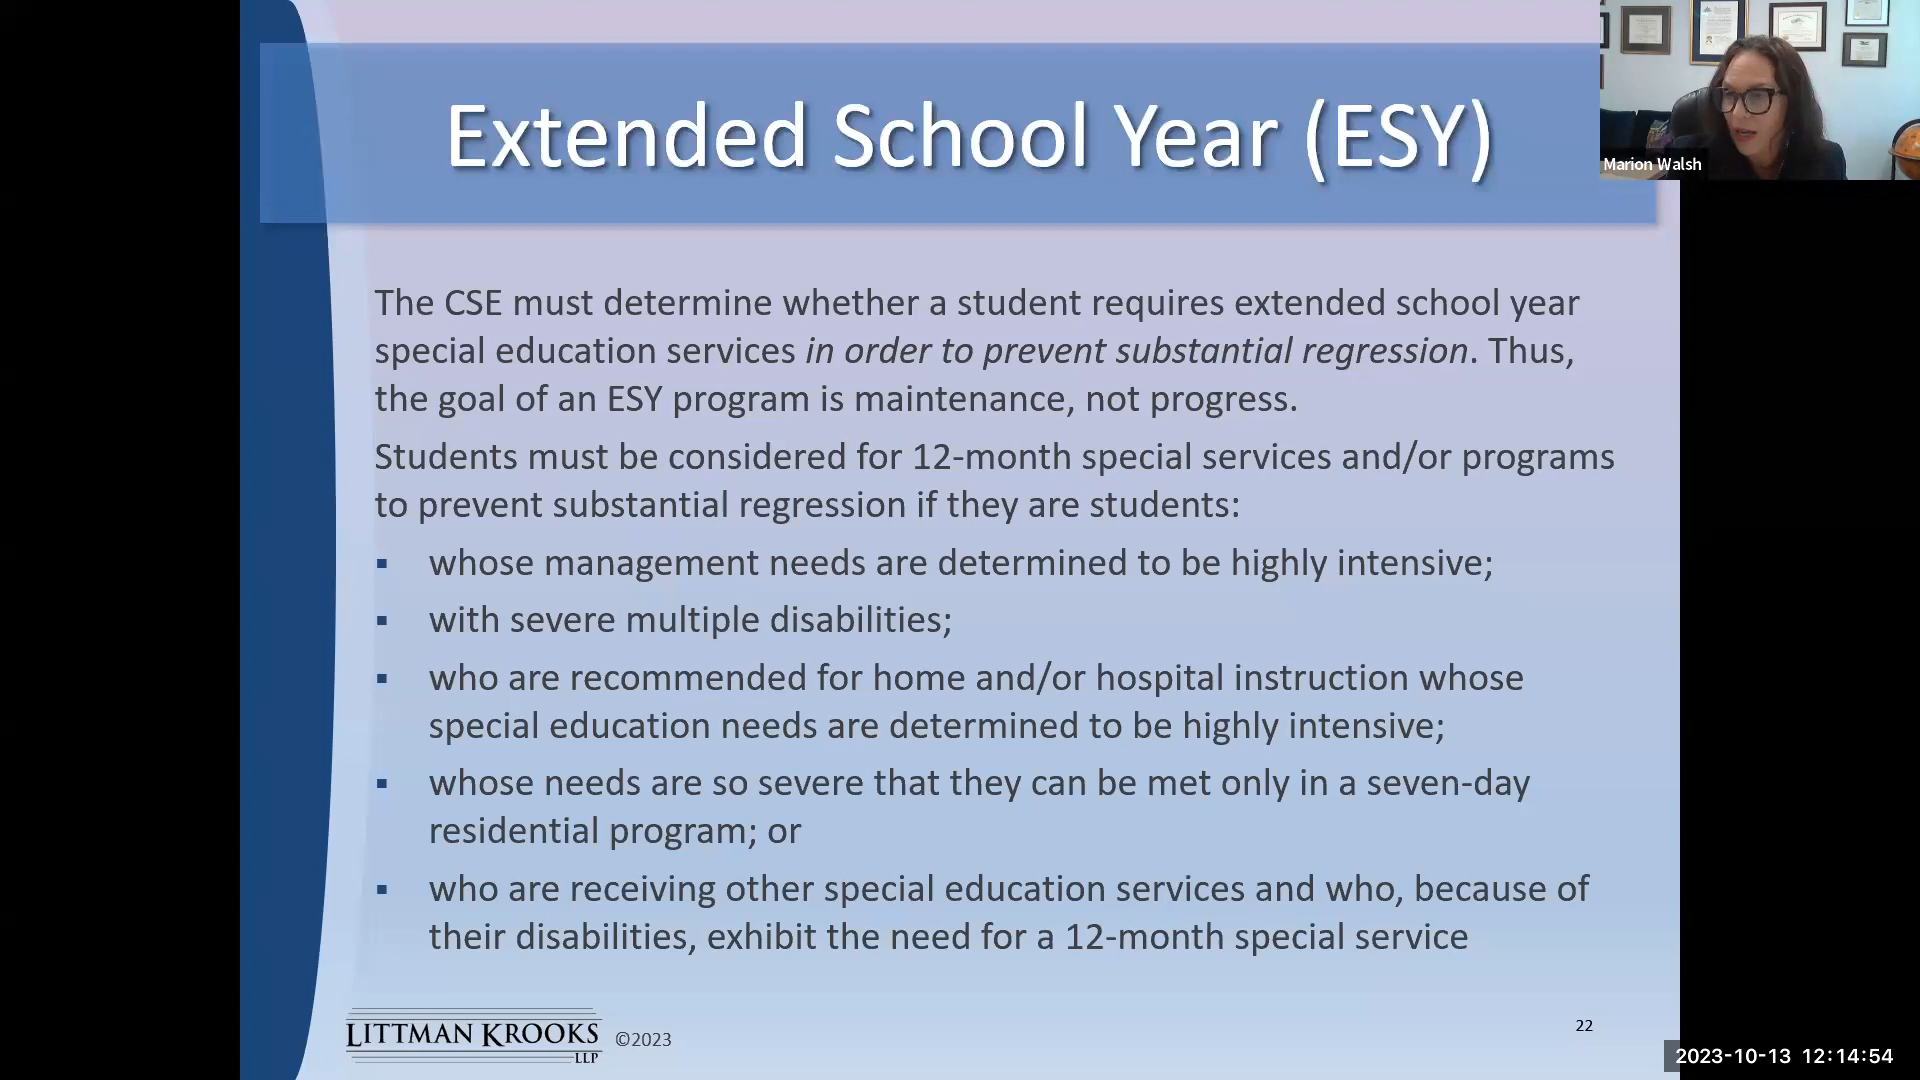 Extended School Year (ESY)
Marion Walsh
The CSE must determine whether a student requires extended school year
special education services in order to prevent substantial regression. Thus,
the goal of an ESY program is maintenance, not progress.
Students must be considered for 12-month special services and/or programs
to prevent substantial regression if they are students:
▪ whose management needs are determined to be highly intensive;
▪ with severe multiple disabilities;
▪ who are recommended for home and/or hospital instruction whose
special education needs are determined to be highly intensive;
▪ whose needs are so severe that they can be met only in a seven-day
residential program; or
▪ who are receiving other special education services and who, because of
their disabilities, exhibit the need for a 12-month special service
LITTMAN KROOKS
LLP
©2023
22
2023-10-13 12:14:54